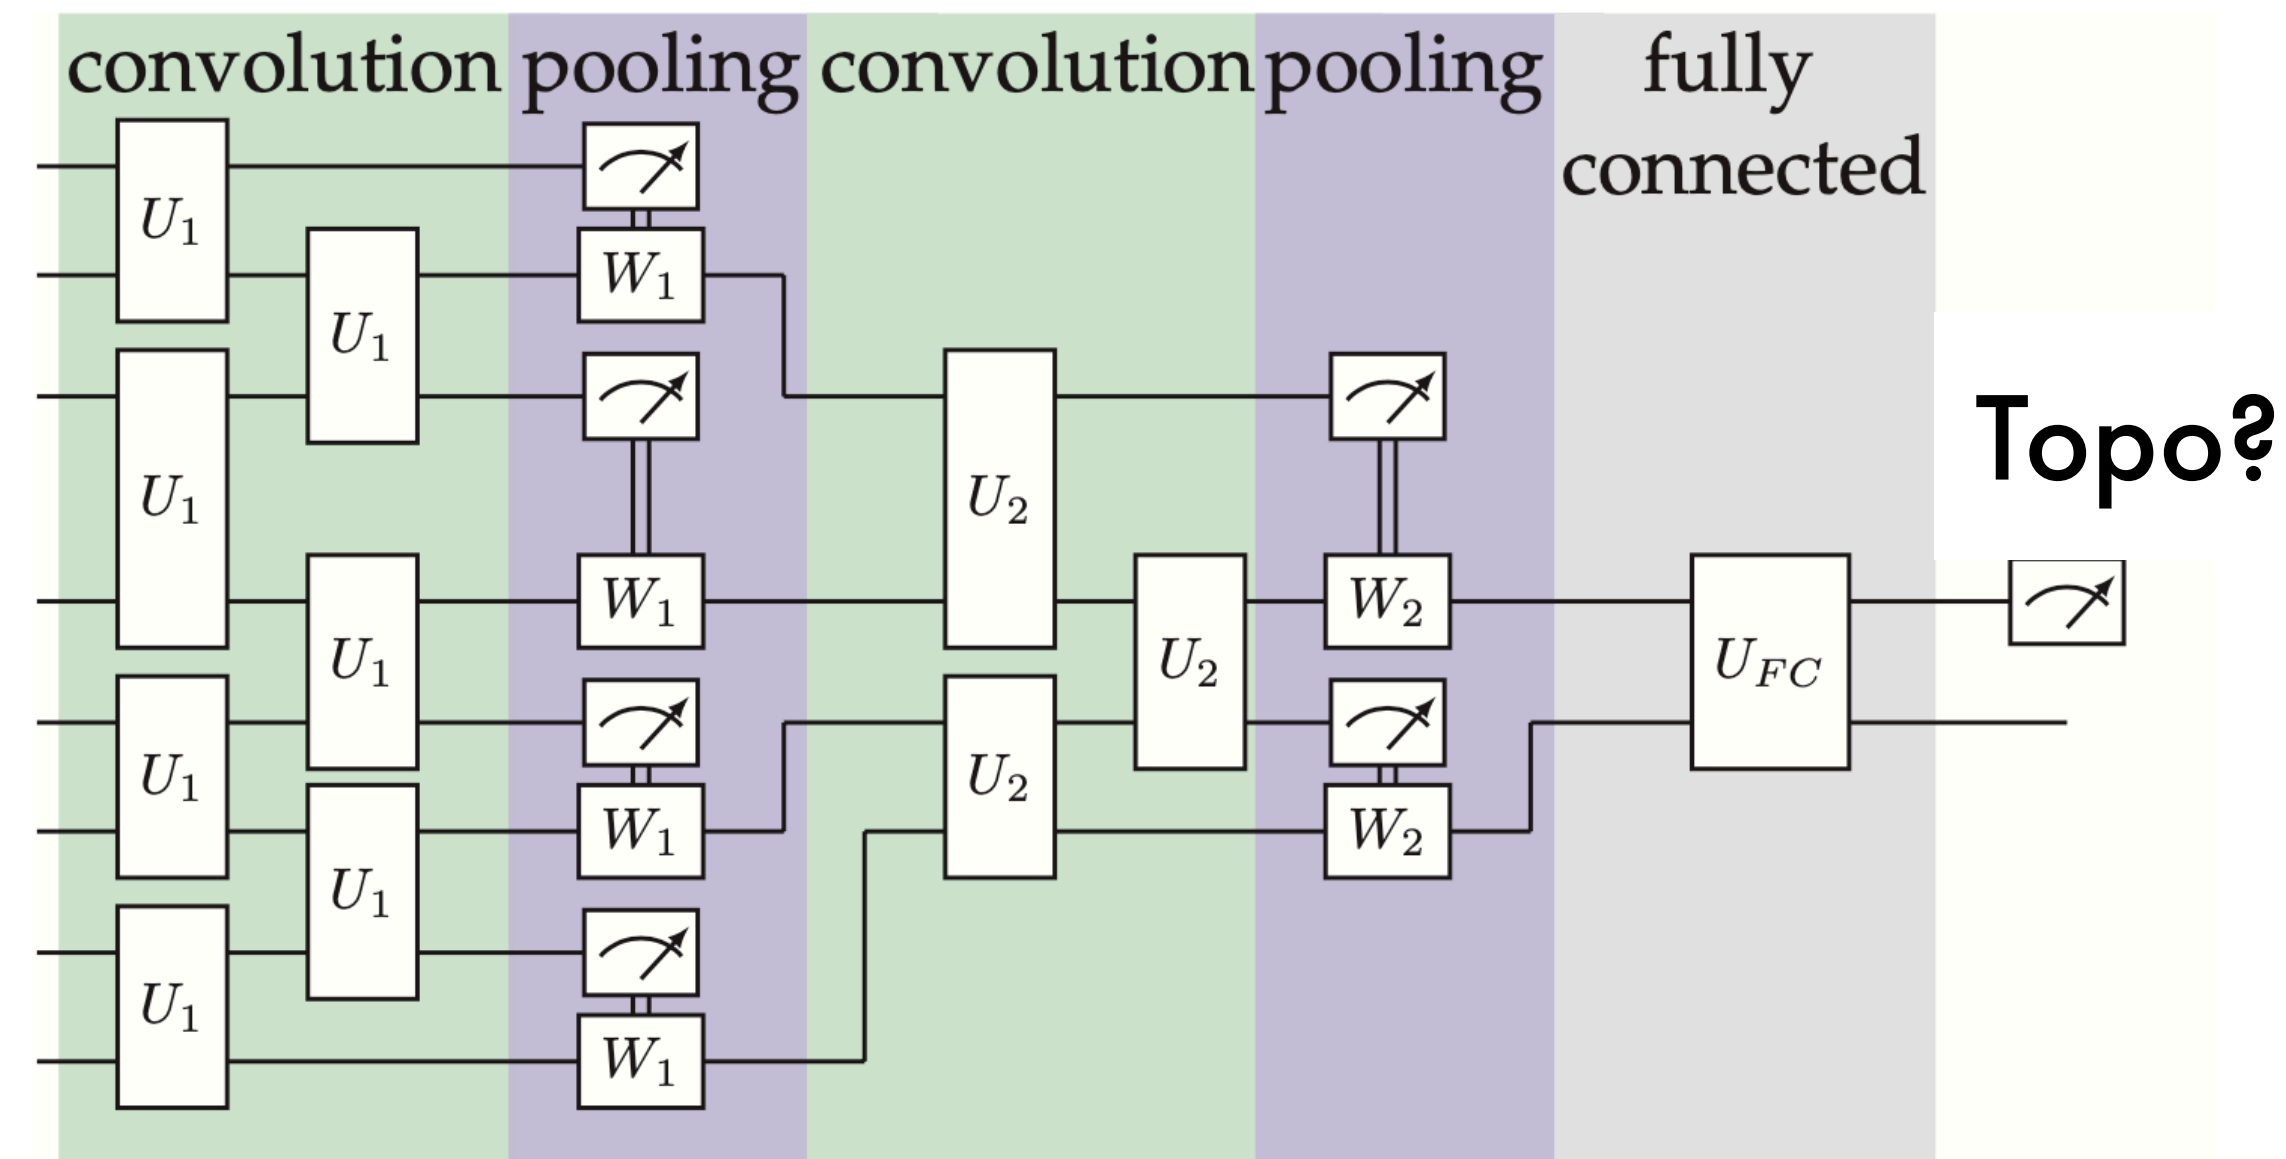 convolution pooling convolution pooling fully
connected
U₁
U₁
W₁
U₁
U₂
Topo?
U₁
W₁
U₂
W₂
U_FC
U₁
W₁
U₂
W₂
U₁
U₁
W₁